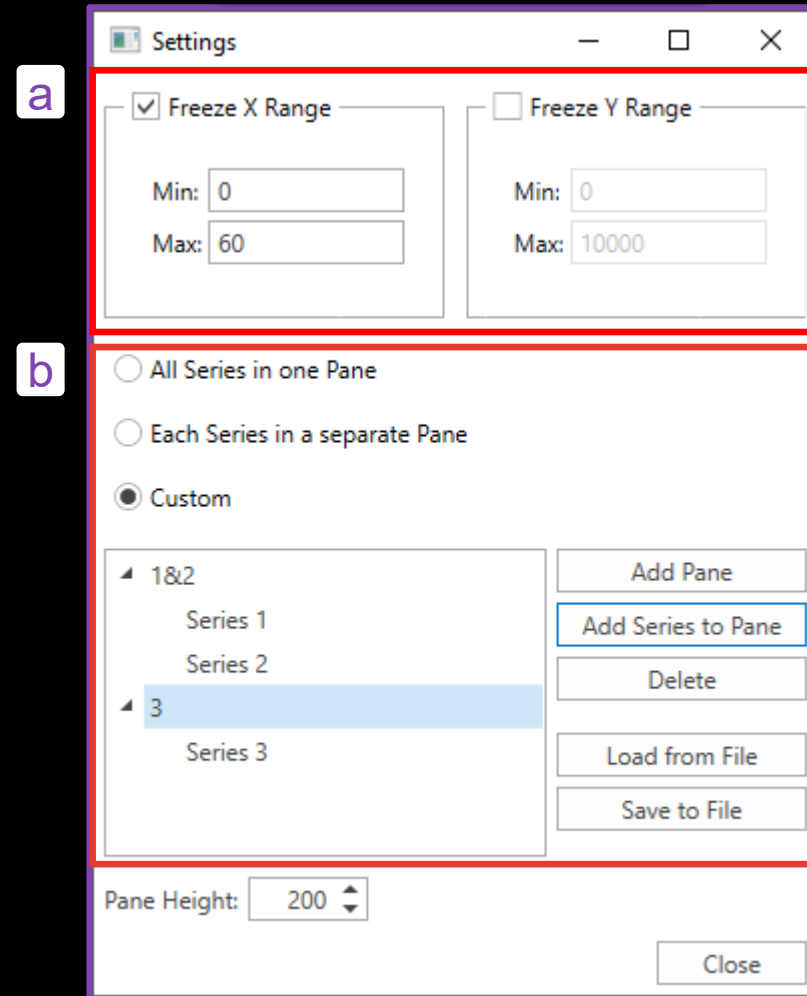 Settings
a
Freeze X Range Freeze Y Range
Min: 0 Min: 0
Max: 60 Max: 10000
b
All Series in one Pane
Each Series in a separate Pane
Custom
1&2
Series 1
Series 2
3
Series 3
Add Pane
Add Series to Pane
Delete
Load from File
Save to File
Pane Height: 200
Close